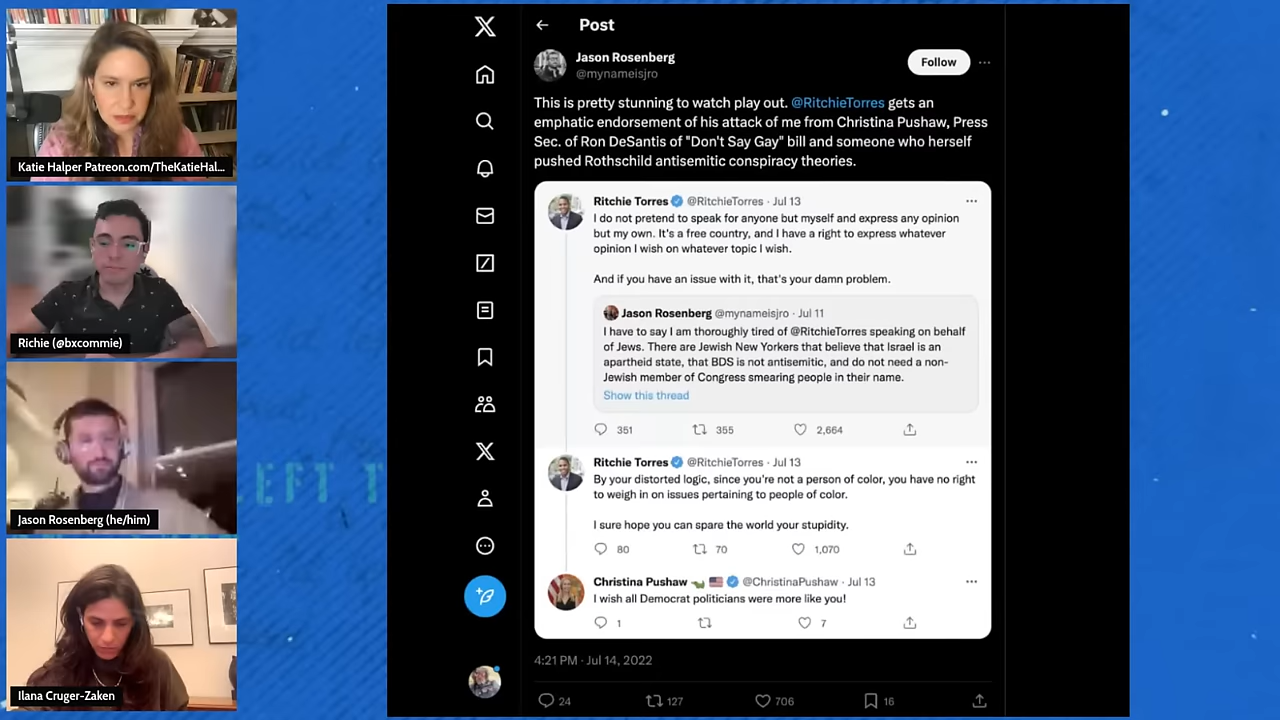 Katie Halper Patreon.com/TheKatieHal...
Richie (@bxcommie)
Jason Rosenberg (he/him)
Ilana Cruger-Zaken
EFT T
Post
Jason Rosenberg
@mynameisjro
Follow
This is pretty stunning to watch play out. @RitchieTorres gets an
emphatic endorsement of his attack of me from Christina Pushaw, Press
Sec. of Ron DeSantis of "Don't Say Gay" bill and someone who herself
pushed Rothschild antisemitic conspiracy theories.
Ritchie Torres @RitchieTorres · Jul 13
I do not pretend to speak for anyone but myself and express any opinion
but my own. It's a free country, and I have a right to express whatever
opinion I wish on whatever topic I wish.
And if you have an issue with it, that's your damn problem.
Jason Rosenberg @mynameisjro · Jul 11
I have to say I am thoroughly tired of @RitchieTorres speaking on behalf
of Jews. There are Jewish New Yorkers that believe that Israel is an
apartheid state, that BDS is not antisemitic, and do not need a non-
Jewish member of Congress smearing people in their name.
Show this thread
351 355 2,664
Ritchie Torres @RitchieTorres · Jul 13
By your distorted logic, since you're not a person of color, you have no right
to weigh in on issues pertaining to people of color.
I sure hope you can spare the world your stupidity.
80 70 1,070
Christina Pushaw 🐊 🇺🇸 @ChristinaPushaw · Jul 13
I wish all Democrat politicians were more like you!
1 7
4:21 PM · Jul 14, 2022
24 127 706 16